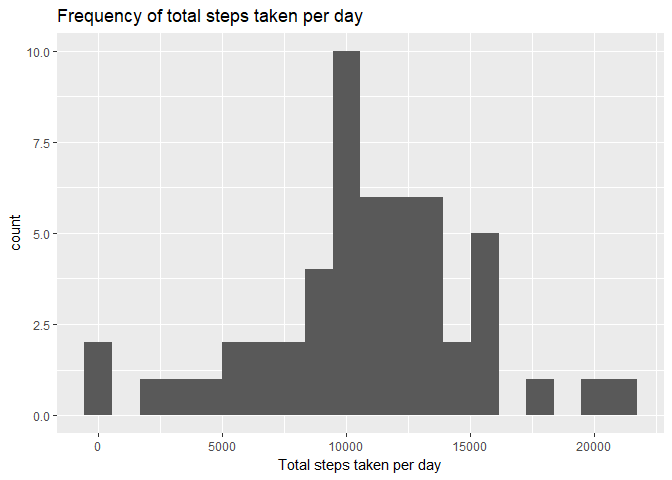 Frequency of total steps taken per day
10.0
7.5
5.0
2.5
0.0
count
0 5000 10000 15000 20000
Total steps taken per day